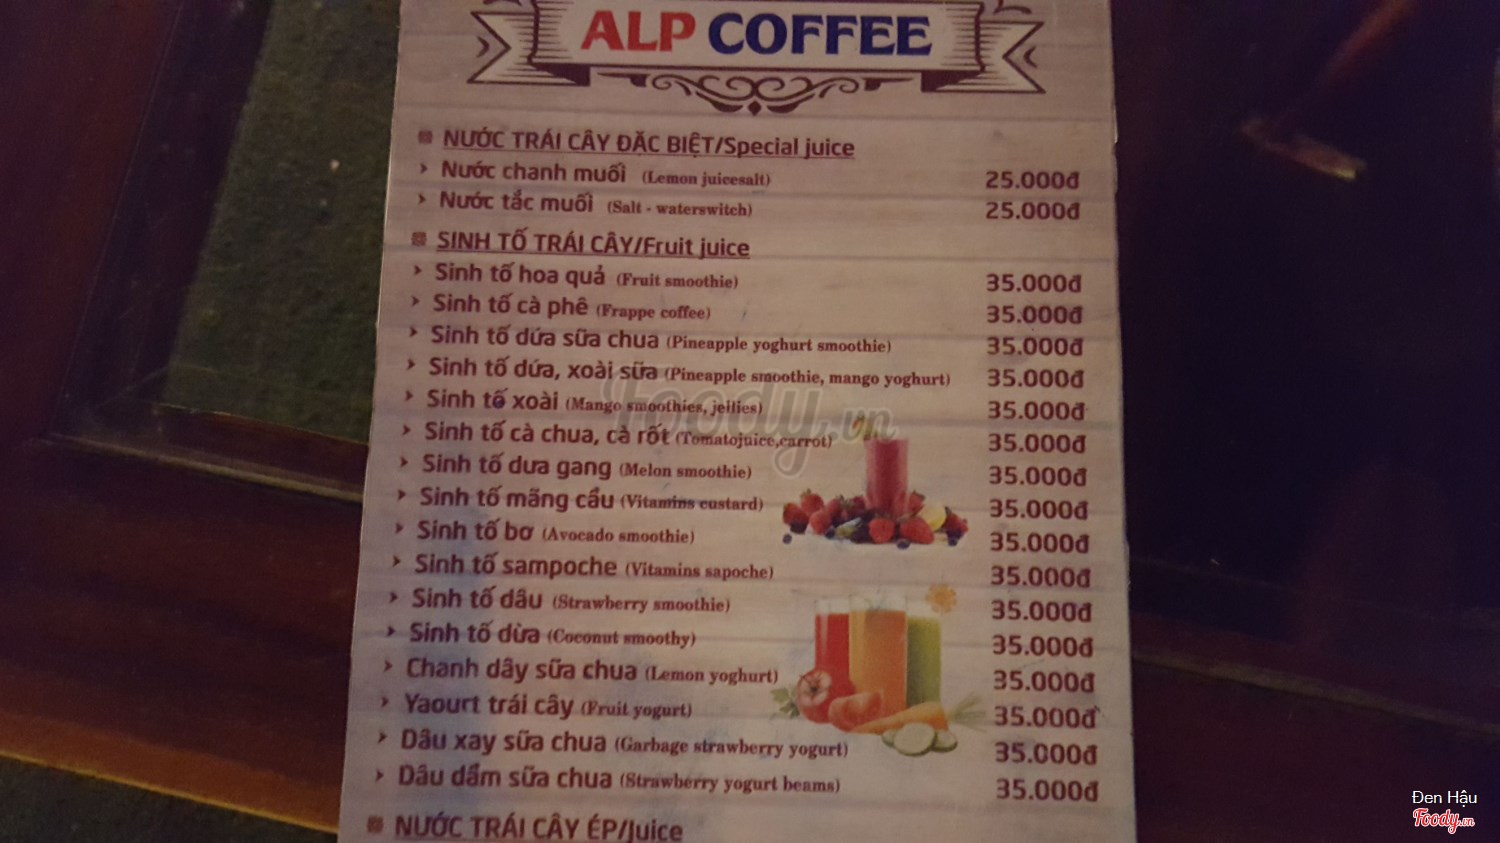 ALP COFFEE
NƯỚC TRÁI CÂY ĐẶC BIỆT/Special juice
Nước chanh muối (Lemon juicesalt) 25.000đ
Nước tắc muối (Salt - waterswitch) 25.000đ
SINH TỐ TRÁI CÂY/Fruit juice
Sinh tố hoa quả (Fruit smoothie) 35.000đ
Sinh tố cà phê (Frappe coffee) 35.000đ
Sinh tố dứa sữa chua (Pineapple yoghurt smoothie) 35.000đ
Sinh tố dứa, xoài sữa (Pineapple smoothie, mango yoghurt) 35.000đ
Sinh tố xoài (Mango smoothies, jellies) 35.000đ
Sinh tố cà chua, cà rốt (Tomatojuice,carrot) 35.000đ
Sinh tố dưa gang (Melon smoothie) 35.000đ
Sinh tố mãng cầu (Vitamins custard) 35.000đ
Sinh tố bơ (Avocado smoothie) 35.000đ
Sinh tố sampoche (Vitamins sapoche) 35.000đ
Sinh tố dâu (Strawberry smoothie) 35.000đ
Sinh tố dừa (Coconut smoothy) 35.000đ
Chanh dây sữa chua (Lemon yoghurt) 35.000đ
Yaourt trái cây (Fruit yogurt) 35.000đ
Dâu xay sữa chua (Garbage strawberry yogurt) 35.000đ
Dâu dầm sữa chua (Strawberry yogurt beams) 35.000đ
NƯỚC TRÁI CÂY ÉP/Juice
Foody.vn
Đen Hậu
Foody.vn